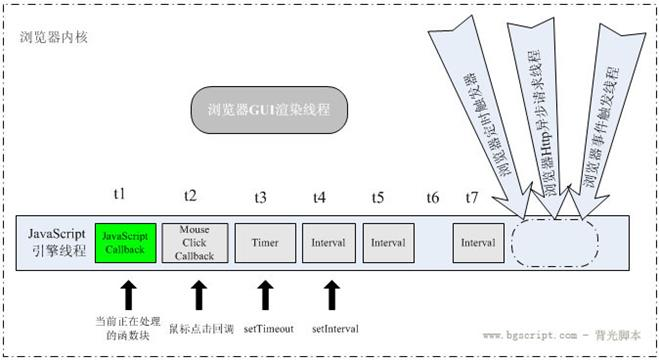 浏览器内核
浏览器GUI渲染线程
浏览器定时触发器
浏览器Http异步请求线程
浏览器事件触发线程
t1 t2 t3 t4 t5 t6 t7
JavaScript
引擎线程
JavaScript
Callback
Mouse
Click
Callback
Timer
Interval
Interval
Interval
当前正在处理
的函数块
鼠标点击回调
setTimeout
setInterval
www.bgscript.com - 背光脚本